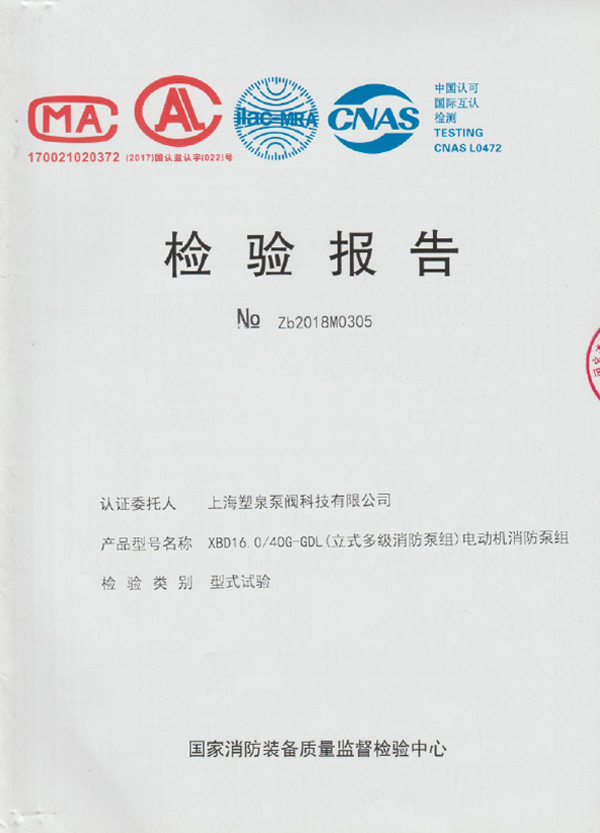 MA
AL
ilac-MRA
CNAS
中国认可
国际互认
检测
TESTING
CNAS L0472
170021020372
(2017)国认监认字(022)号
检验报告
№ Zb2018M0305
认证委托人 上海塑泉泵阀科技有限公司
产品型号名称 XBD16.0/40G-GDL(立式多级消防泵组)电动机消防泵组
检验类别 型式试验
国家消防装备质量监督检验中心